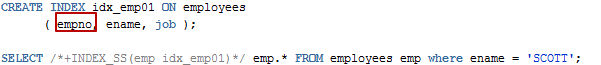 CREATE INDEX idx_emp01 ON employees
( empno, ename, job );
SELECT /*+INDEX_SS(emp idx_emp01)*/ emp.* FROM employees emp where ename = 'SCOTT';